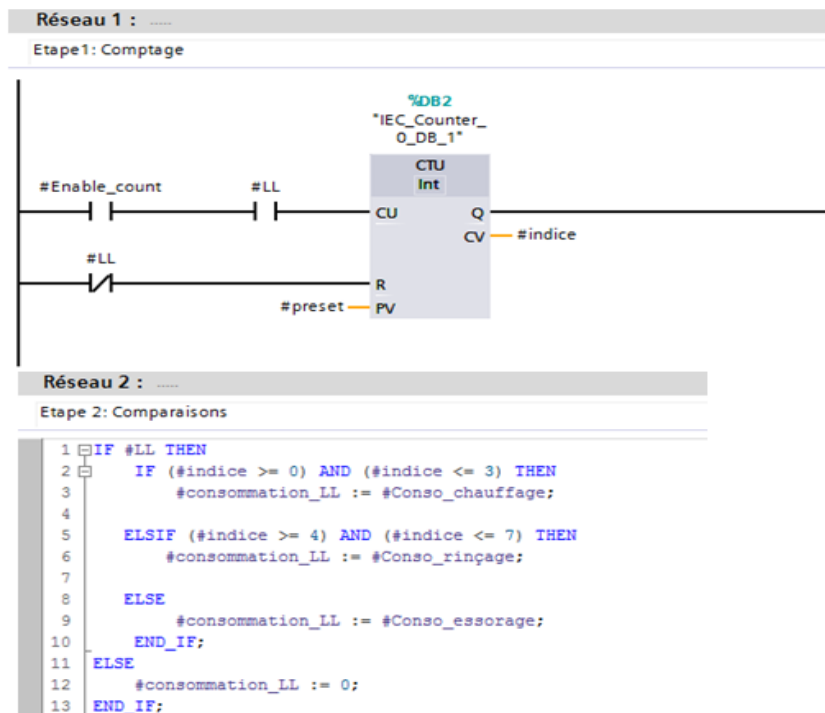 Réseau 1 : .....
Etape1: Comptage
%DB2
"IEC_Counter_
0_DB_1"
CTU
Int
#Enable_count #LL
CU Q
CV #indice
#LL
R
#preset PV
Réseau 2 : .....
Etape 2: Comparaisons
1 IF #LL THEN
2 IF (#indice >= 0) AND (#indice <= 3) THEN
3 #consommation_LL := #Conso_chauffage;
4
5 ELSIF (#indice >= 4) AND (#indice <= 7) THEN
6 #consommation_LL := #Conso_rinçage;
7
8 ELSE
9 #consommation_LL := #Conso_essorage;
10 END_IF;
11 ELSE
12 #consommation_LL := 0;
13 END_IF;